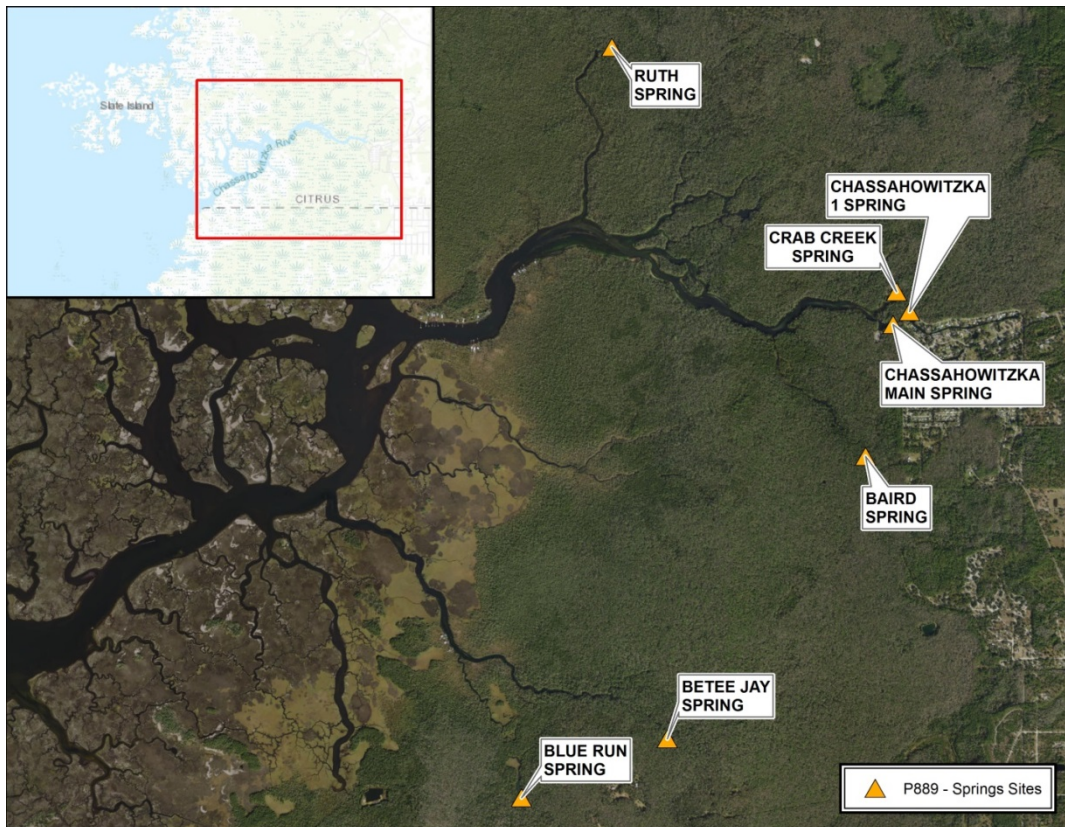 State Island
Chassahowitzka River
CITRUS
RUTH
SPRING
CHASSAHOWITZKA
1 SPRING
CRAB CREEK
SPRING
CHASSAHOWITZKA
MAIN SPRING
BAIRD
SPRING
BETEE JAY
SPRING
BLUE RUN
SPRING
P889 - Springs Sites